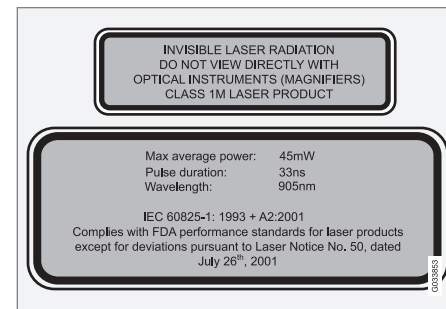 INVISIBLE LASER RADIATION
DO NOT VIEW DIRECTLY WITH
OPTICAL INSTRUMENTS (MAGNIFIERS)
CLASS 1M LASER PRODUCT
Max average power: 45mW
Pulse duration: 33ns
Wavelength: 905nm
IEC 60825-1: 1993 + A2:2001
Complies with FDA performance standards for laser products
except for deviations pursuant to Laser Notice No. 50, dated
July 26th, 2001
G033853